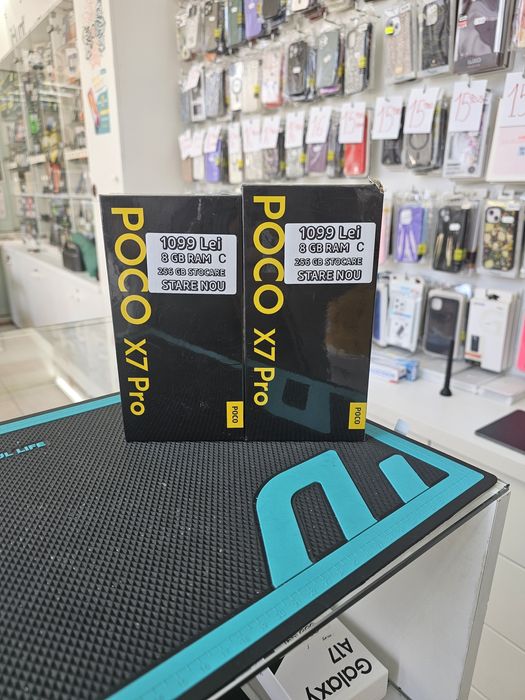 POCO X7 Pro
1099 Lei
8 GB RAM C
256 GB STOCARE
STARE NOU
POCO
POCO X7 Pro
1099 Lei
8 GB RAM C
256 GB STOCARE
STARE NOU
POCO
LIFE
Galaxy
A17